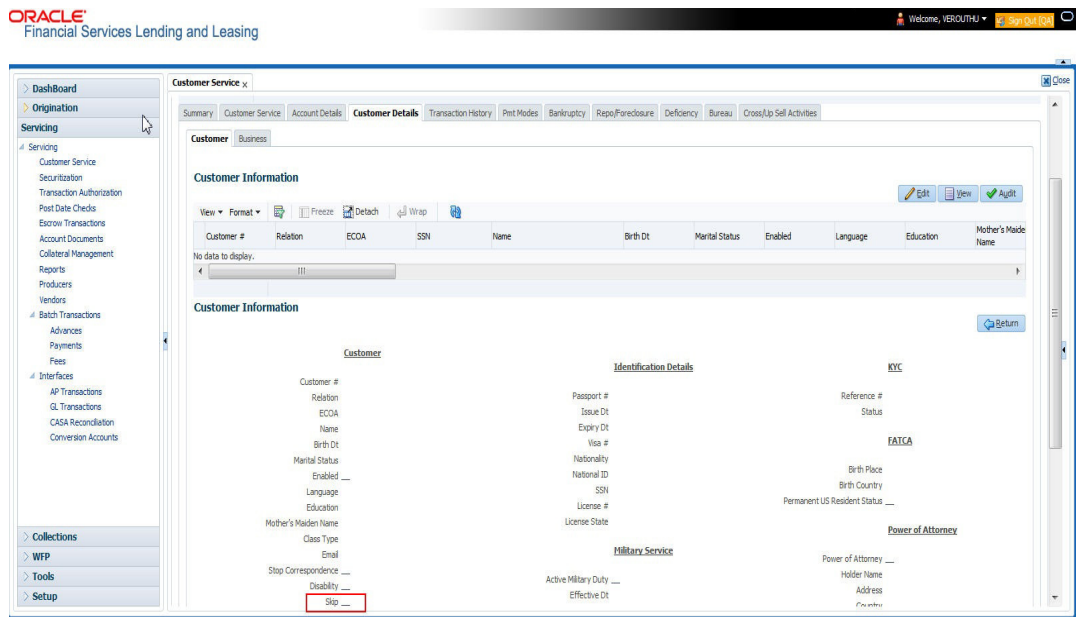 ORACLE
Financial Services Lending and Leasing
Welcome, VEROUTHU
Sign Out [QA]
Close
DashBoard
Origination
Servicing
Servicing
Customer Service
Securitization
Transaction Authorization
Post Date Checks
Escrow Transactions
Account Documents
Collateral Management
Reports
Producers
Vendors
Batch Transactions
Advances
Payments
Fees
Interfaces
AP Transactions
GL Transactions
CASA Reconciliation
Conversion Accounts
Collections
WFP
Tools
Setup
Customer Service x
Summary Customer Service Account Details Customer Details Transaction History Pmt Modes Bankruptcy Repo/Foreclosure Deficiency Bureau Cross/Up Sell Activities
Customer Business
Customer Information
Edit View Audit
View Format Freeze Detach Wrap
Customer # Relation ECOA SSN Name Birth Dt Marital Status Enabled Language Education Mother's Maide
Name
No data to display.
Customer Information
Return
Customer
Customer #
Relation
ECOA
Name
Birth Dt
Marital Status
Enabled __
Language
Education
Mother's Maiden Name
Class Type
Email
Stop Correspondence __
Disability __
Skip __
Identification Details
Passport #
Issue Dt
Expiry Dt
Visa #
Nationality
National ID
SSN
License #
License State
Military Service
Active Military Duty __
Effective Dt
KYC
Reference #
Status
FATCA
Birth Place
Birth Country
Permanent US Resident Status __
Power of Attorney
Power of Attorney __
Holder Name
Address
Country